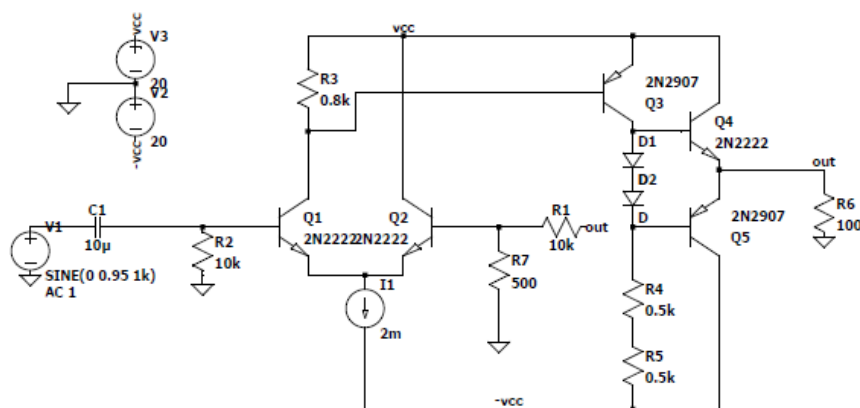 vcc
V3
20
V2
20
-vcc
vcc
R3
0.8k
2N2907
Q3
Q4
2N2222
D1
D2
D
out
R6
100
2N2907
Q5
V1
C1
10µ
R2
10k
Q1
2N2222
Q2
2N2222
R1
10k
out
R7
500
SINE(0 0.95 1k)
AC 1
I1
2m
R4
0.5k
R5
0.5k
-vcc